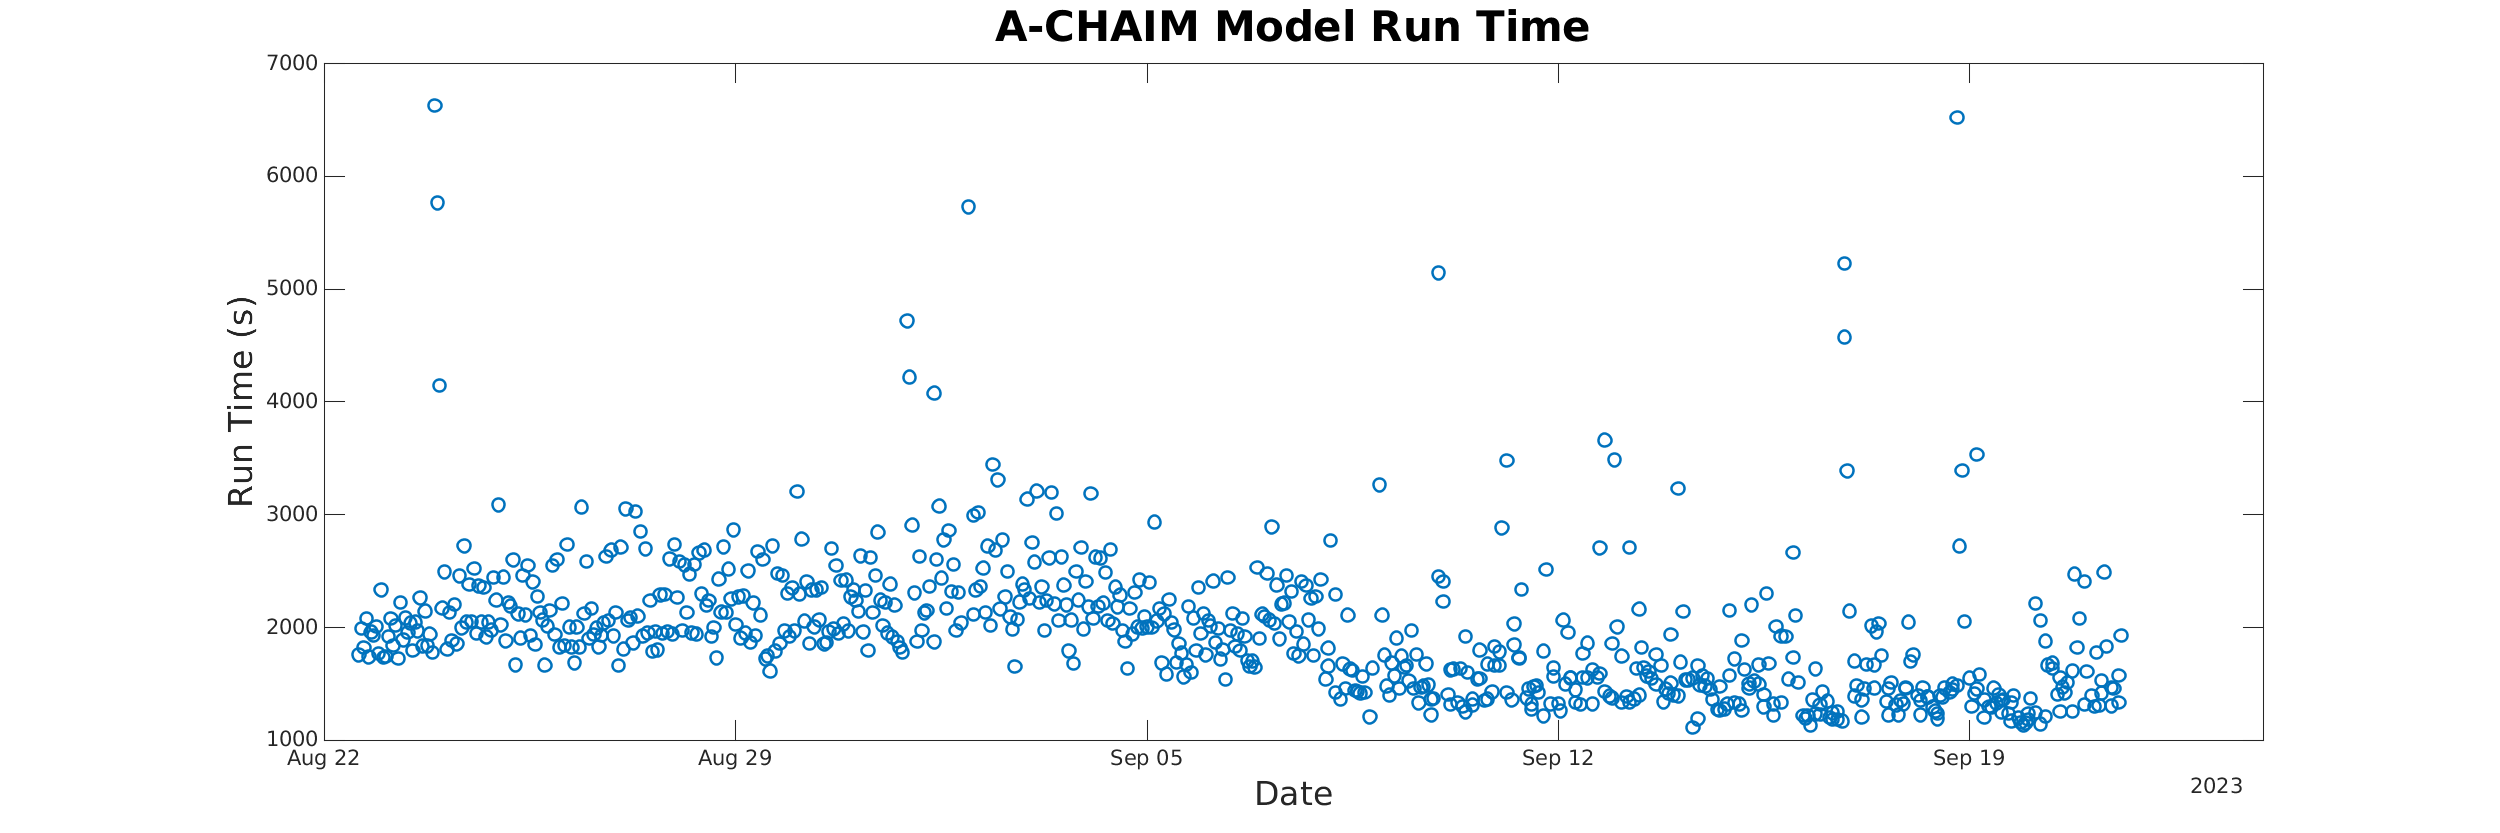 A-CHAIM Model Run Time
Run Time (s)
7000
6000
5000
4000
3000
2000
1000
Aug 22 Aug 29 Sep 05 Sep 12 Sep 19
2023
Date